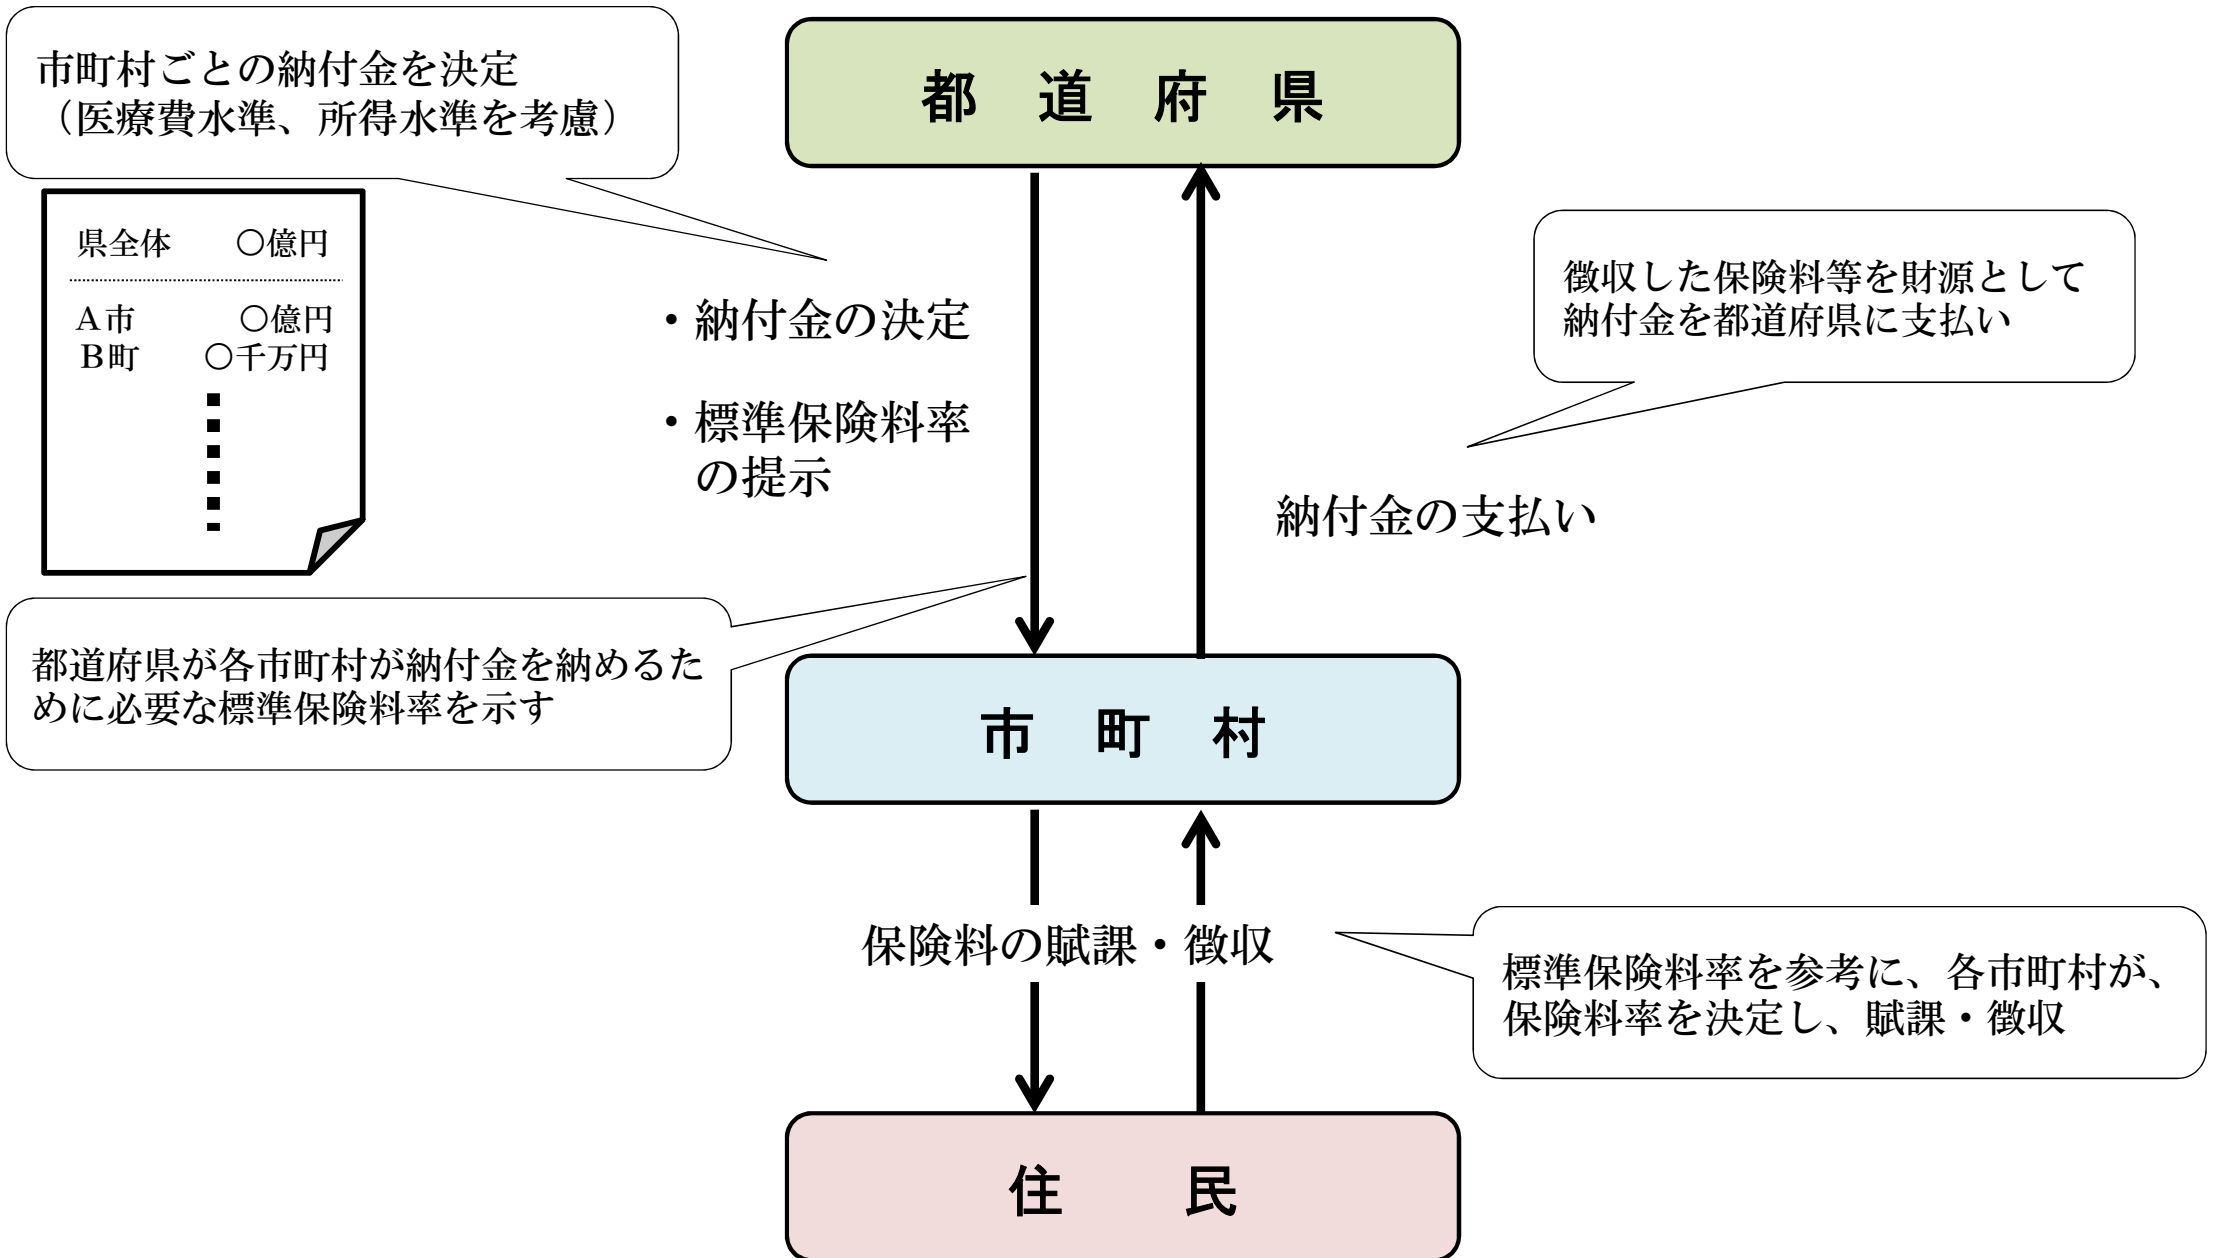 市町村ごとの納付金を決定
（医療費水準、所得水準を考慮）
都　道　府　県
県全体　　〇億円
A市　　　〇億円
B町　　〇千万円
・納付金の決定
・標準保険料率
の提示
徴収した保険料等を財源として
納付金を都道府県に支払い
納付金の支払い
都道府県が各市町村が納付金を納めるた
めに必要な標準保険料率を示す
市　町　村
保険料の賦課・徴収
標準保険料率を参考に、各市町村が、
保険料率を決定し、賦課・徴収
住　　民